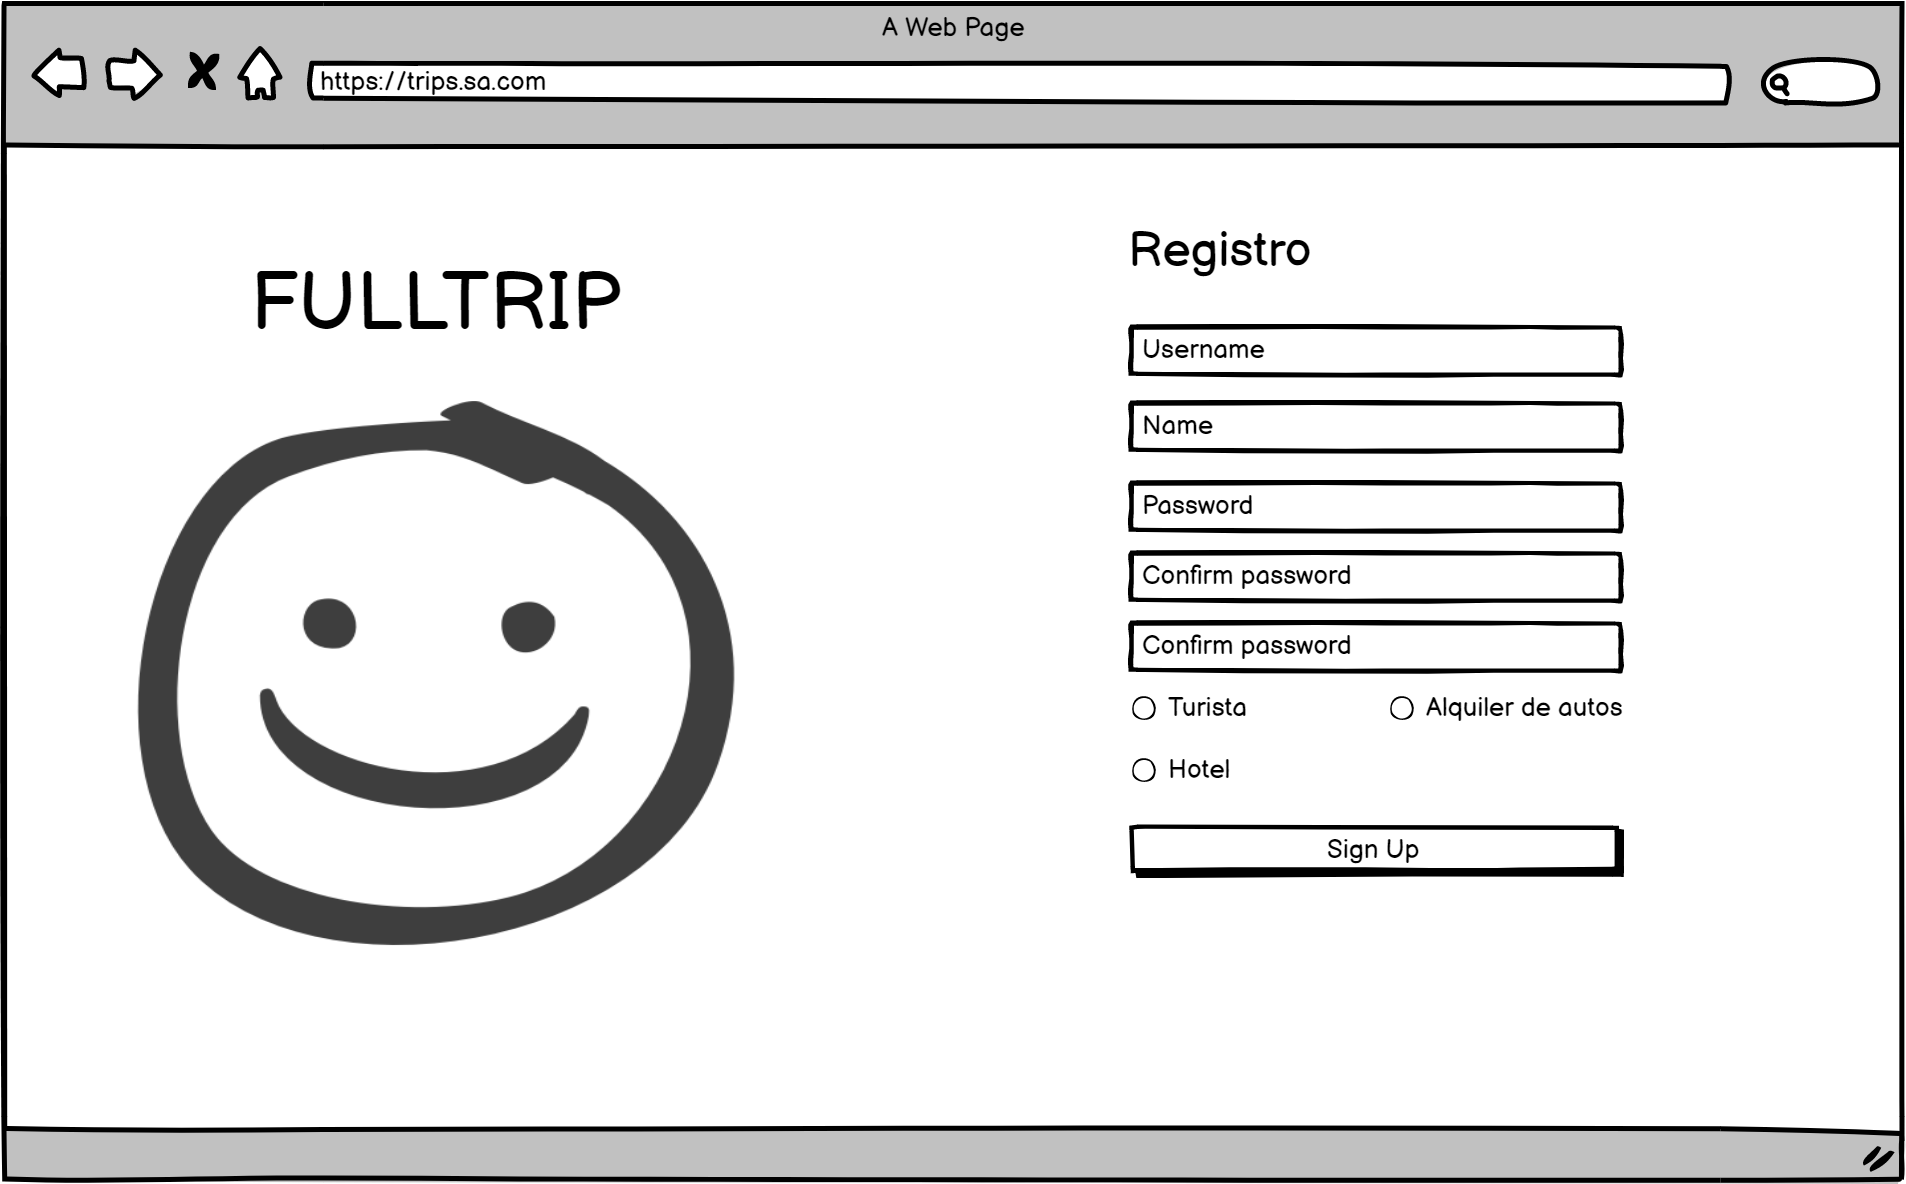 A Web Page
https://trips.sa.com
FULLTRIP
Registro
Username
Name
Password
Confirm password
Confirm password
Turista
Alquiler de autos
Hotel
Sign Up